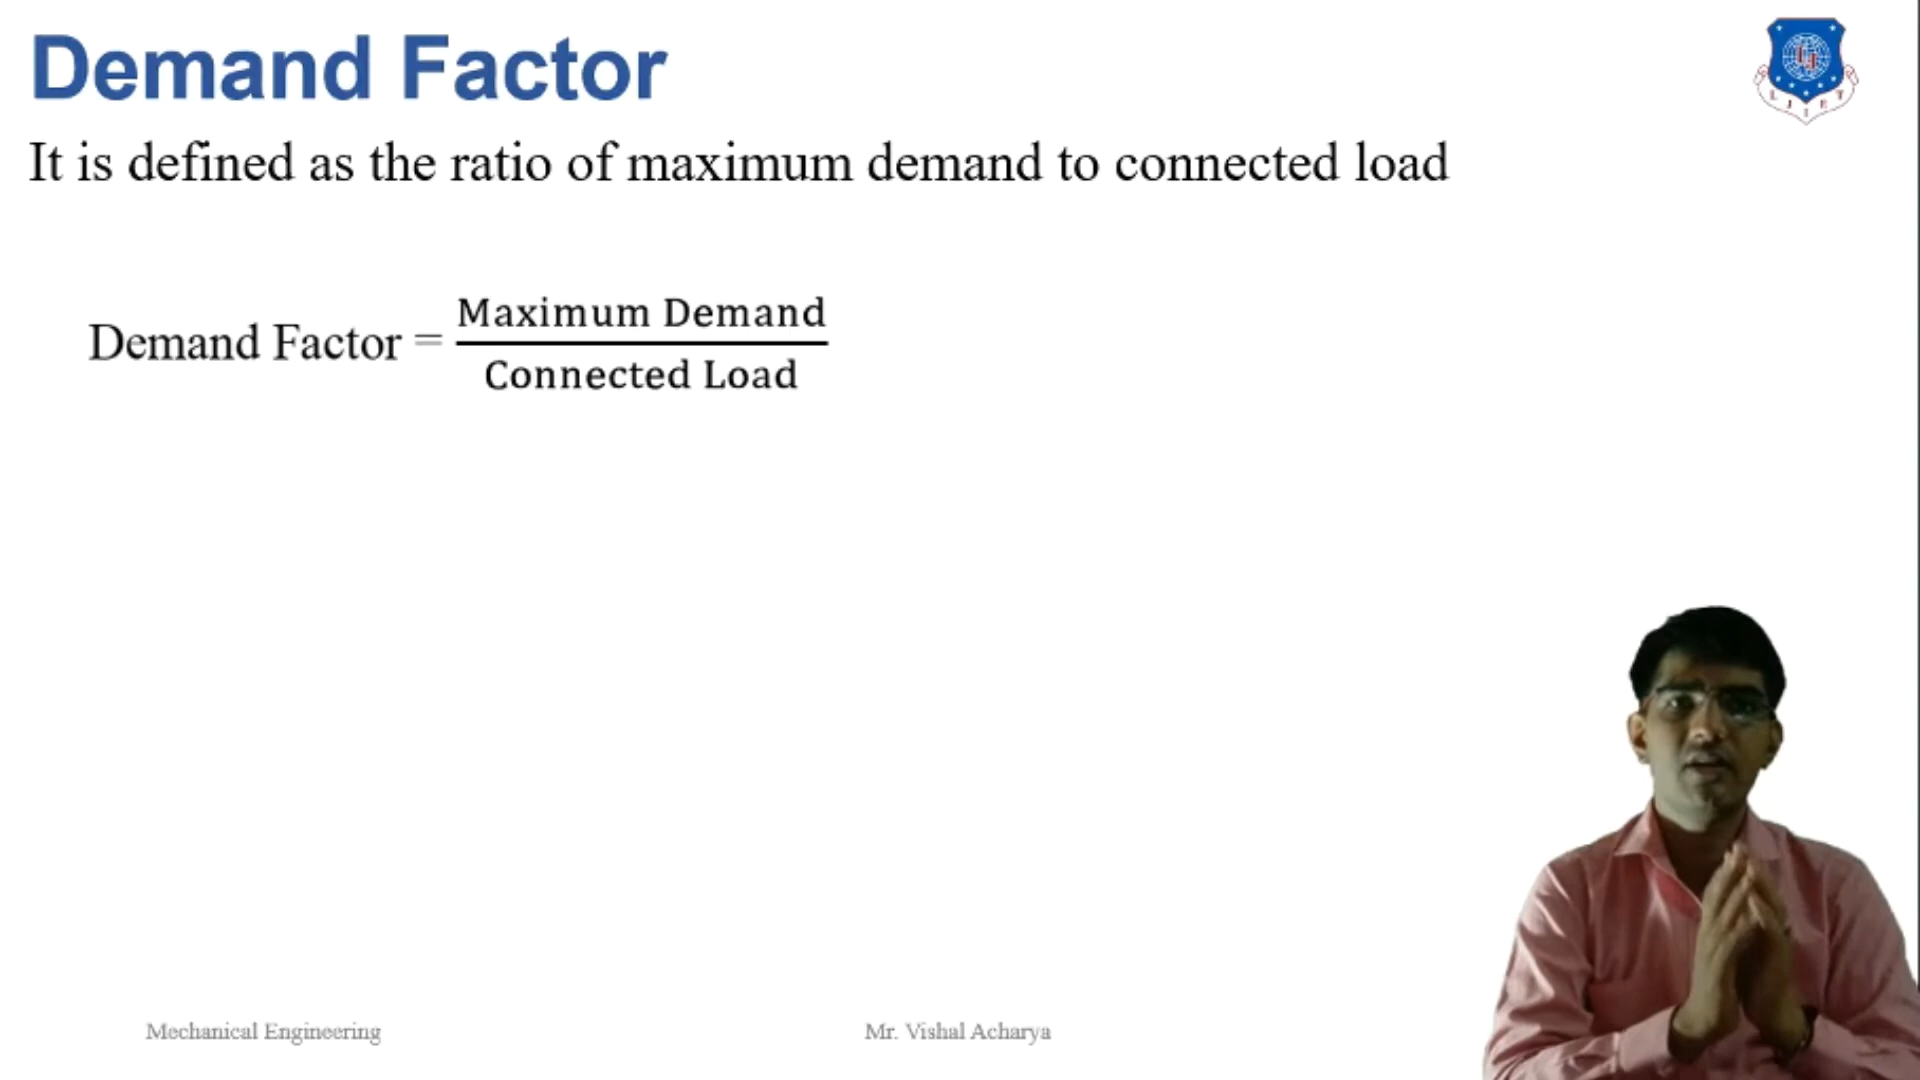 Demand Factor
It is defined as the ratio of maximum demand to connected load
Demand Factor = Maximum Demand
Connected Load
L J I E T
Mechanical Engineering
Mr. Vishal Acharya